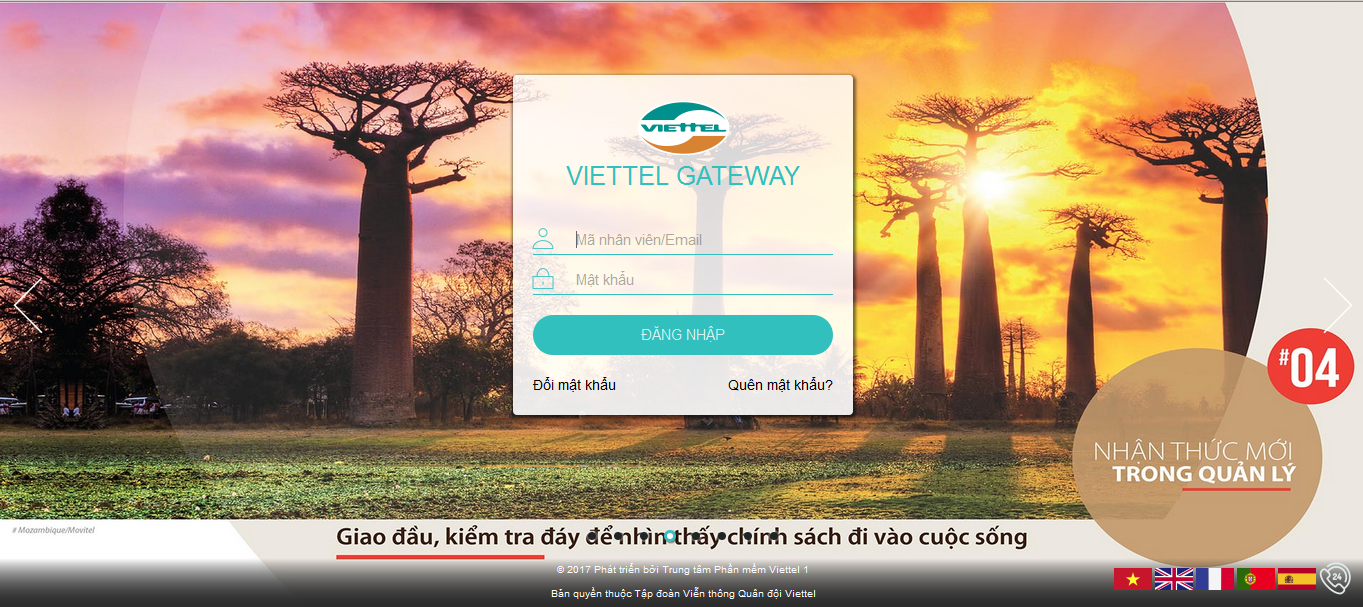 VIETTEL
VIETTEL GATEWAY
Mã nhân viên/Email
Mật khẩu
ĐĂNG NHẬP
Đổi mật khẩu
Quên mật khẩu?
#04
NHẬN THỨC MỚI
TRONG QUẢN LÝ
# Mozambique/Movitel
Giao đầu, kiểm tra đáy để nhìn thấy chính sách đi vào cuộc sống
© 2017 Phát triển bởi Trung tâm Phần mềm Viettel 1
Bản quyền thuộc Tập đoàn Viễn thông Quân đội Viettel
24